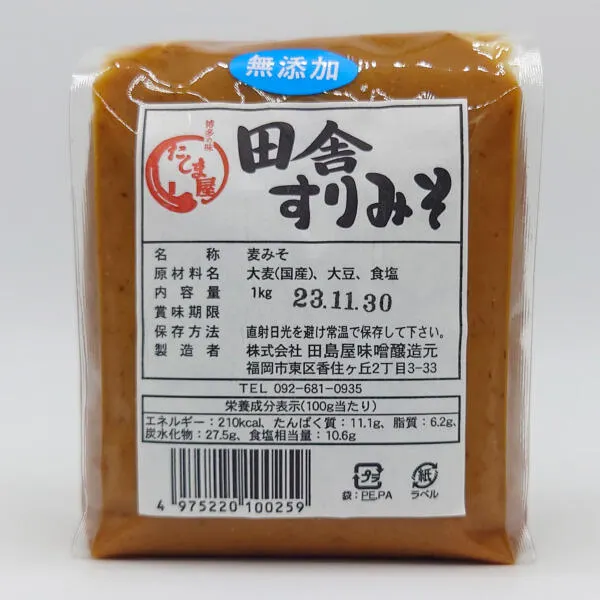 無添加
博多の味
たじま屋
田舎
すりみそ
名称 麦みそ
原材料名 大麦(国産)、大豆、食塩
内容量 1kg
賞味期限 23.11.30
保存方法 直射日光を避け常温で保存して下さい。
製造者 株式会社 田島屋味噌醸造元
福岡市東区香住ヶ丘2丁目3-33
TEL 092-681-0935
栄養成分表示(100g当たり)
エネルギー:210kcal、たんぱく質:11.1g、脂質:6.2g、
炭水化物:27.5g、食塩相当量:10.6g
4 975220 100259
プラ
袋:PE,PA
紙
ラベル